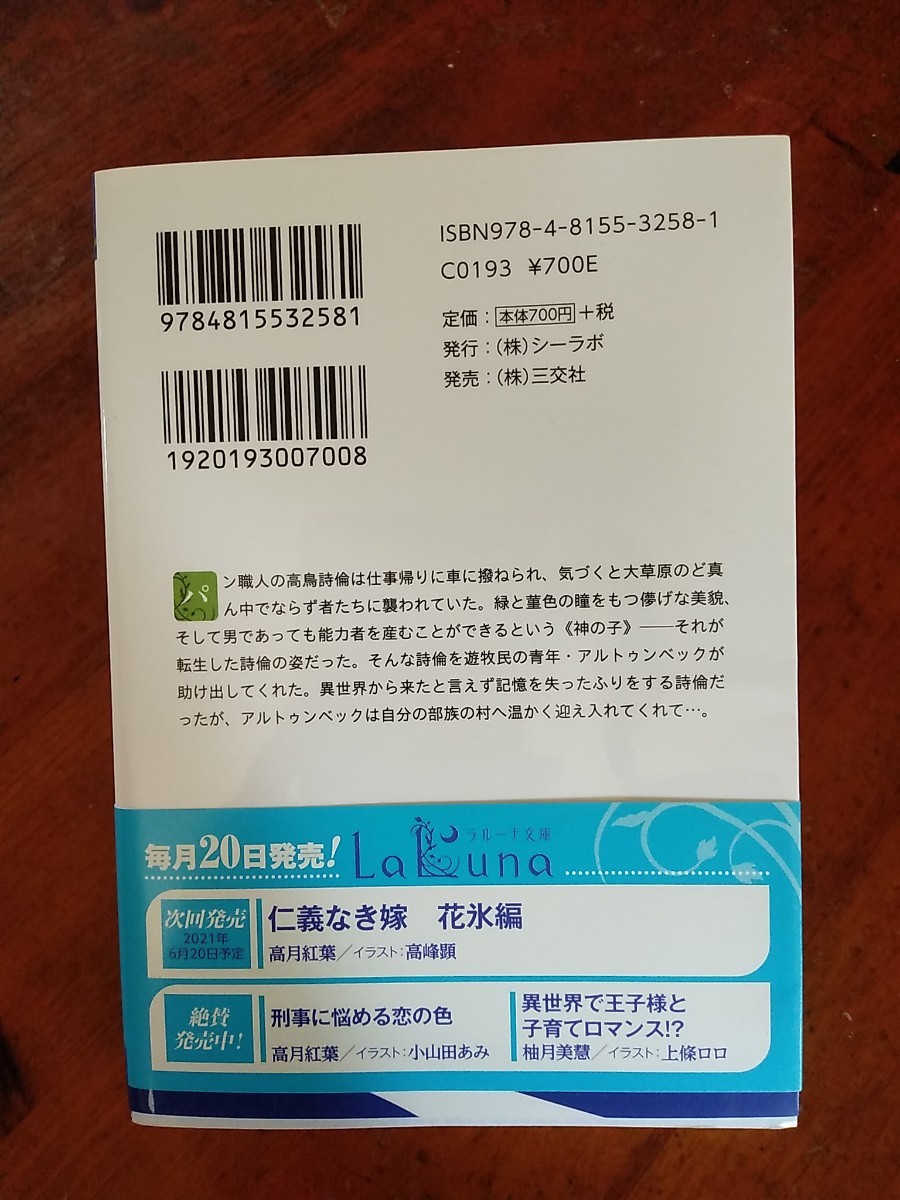 9784815532581
1920193007008
ISBN978-4-8155-3258-1
C0193 ¥700E
定価：本体700円＋税
発行：(株)シーラボ
発売：(株)三交社
パン職人の高鳥詩倫は仕事帰りに車に撥ねられ、気づくと大草原のど真
ん中でならず者たちに襲われていた。緑と菫色の瞳をもつ儚げな美貌、
そして男であっても能力者を産むことができるという《神の子》――それが
転生した詩倫の姿だった。そんな詩倫を遊牧民の青年・アルトゥンベックが
助け出してくれた。異世界から来たと言えず記憶を失ったふりをする詩倫だ
ったが、アルトゥンベックは自分の部族の村へ温かく迎え入れてくれて…。
毎月20日発売！
ラルーナ文庫
LaLuna
次回発売
2021年
6月20日予定
仁義なき嫁　花氷編
高月紅葉／イラスト：高峰顕
絶賛
発売中！
刑事に悩める恋の色
高月紅葉／イラスト：小山田あみ
異世界で王子様と
子育てロマンス!?
柚月美慧／イラスト：上條ロロ